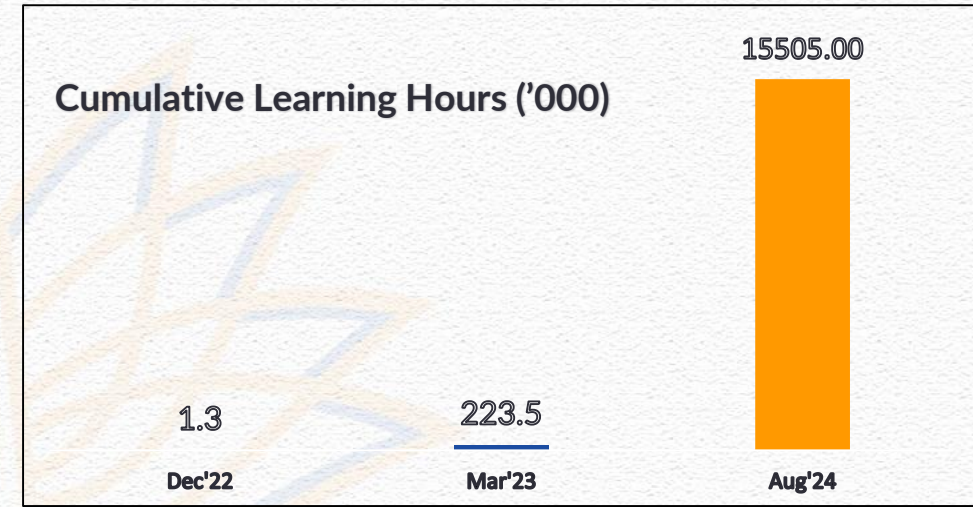 15505.00
Cumulative Learning Hours (’000)
1.3
223.5
Dec'22
Mar'23
Aug'24